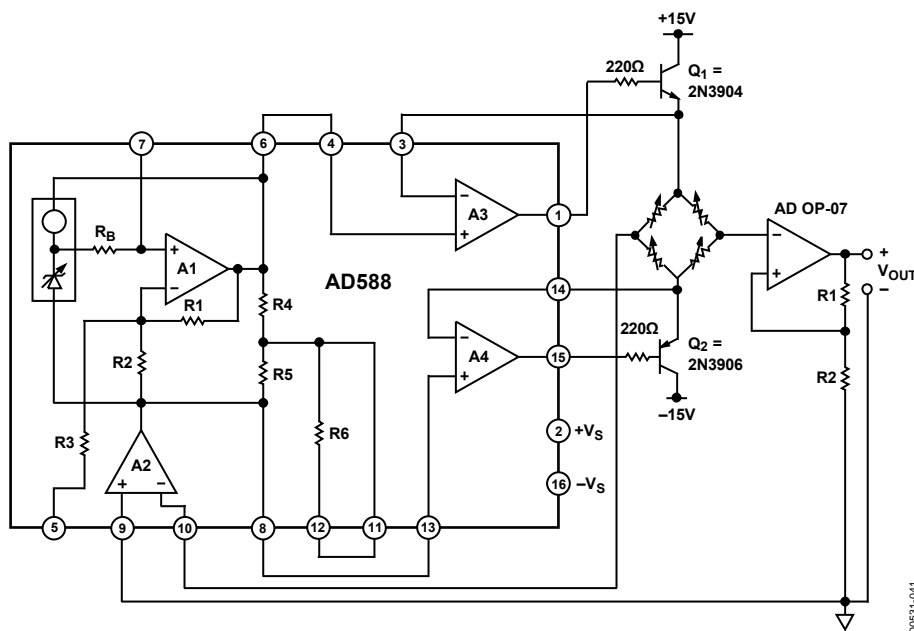 +15V
220Ω
Q1 =
2N3904
7
6
4
3
RB
A1
+
−
R1
R4
AD588
A3
−
+
1
AD OP-07
−
+
+
VOUT
−
R1
R2
14
220Ω
Q2 =
2N3906
−15V
A4
−
+
15
R2
R5
R3
R6
A2
+
−
2
+VS
16
−VS
5
9
10
8
12
11
13
00531-041